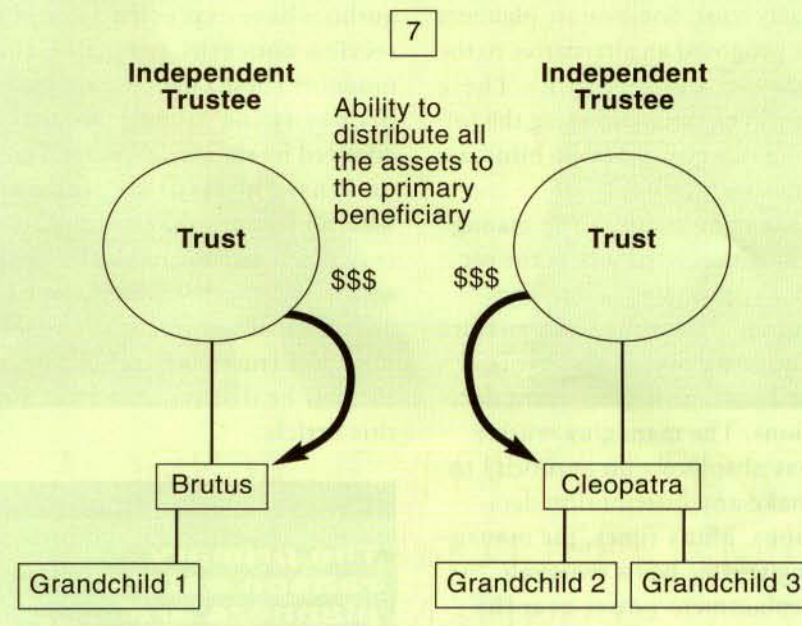 7
Independent
Trustee
Ability to
distribute all
the assets to
the primary
beneficiary
Independent
Trustee
Trust
$$$
$$$
Trust
Brutus
Cleopatra
Grandchild 1
Grandchild 2
Grandchild 3